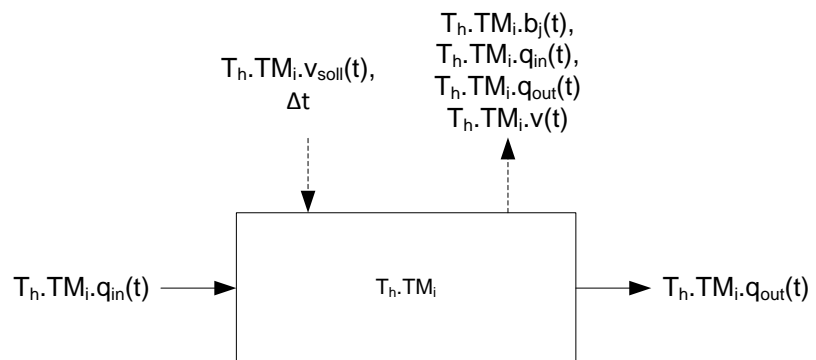 Tₕ.TMᵢ.bⱼ(t),
Tₕ.TMᵢ.qᵢₙ(t),
Tₕ.TMᵢ.qₒᵤₜ(t)
Tₕ.TMᵢ.v(t)
Tₕ.TMᵢ.vₛₒₗₗ(t),
Δt
Tₕ.TMᵢ.qᵢₙ(t)
Tₕ.TMᵢ
Tₕ.TMᵢ.qₒᵤₜ(t)